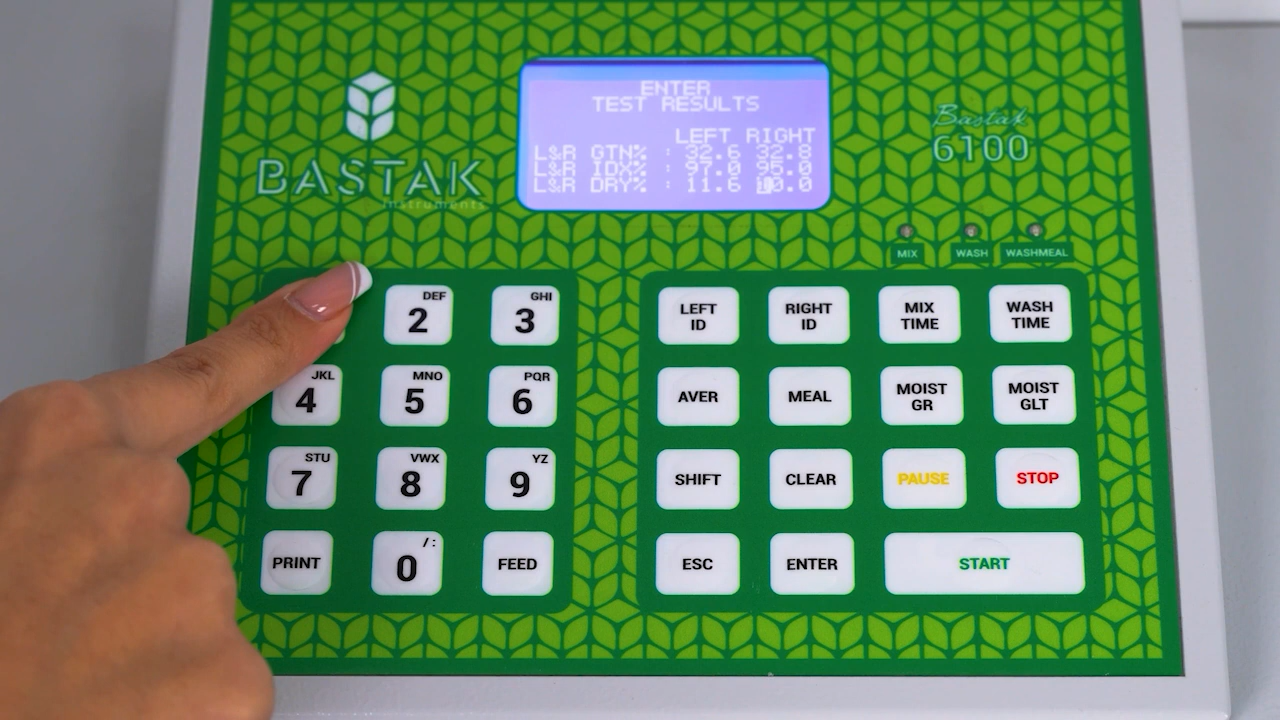 ENTER
TEST RESULTS
LEFT RIGHT
L&R GTN% : 32.6 32.8
L&R IDX% : 97.0 95.0
L&R DRY% : 11.6 0.0
BASTAK
instruments
Bastak
6100
MIX WASH WASHMEAL
DEF
2
GHI
3
JKL
4
MNO
5
PQR
6
STU
7
VWX
8
YZ
9
PRINT
/:
0
FEED
LEFT
ID
RIGHT
ID
MIX
TIME
WASH
TIME
AVER
MEAL
MOIST
GR
MOIST
GLT
SHIFT
CLEAR
PAUSE
STOP
ESC
ENTER
START